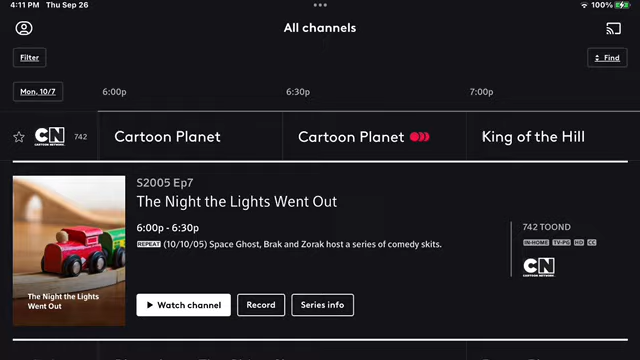 4:11 PM Thu Sep 26
100%
All channels
Filter
Find
Mon, 10/7
6:00p
6:30p
7:00p
CN
CARTOON NETWORK
742
Cartoon Planet
Cartoon Planet
King of the Hill
S2005 Ep7
The Night the Lights Went Out
6:00p - 6:30p
REPEAT (10/10/05) Space Ghost, Brak and Zorak host a series of comedy skits.
742 TOOND
IN-HOME TV-PG HD CC
CN
CARTOON NETWORK
The Night the Lights
Went Out
Watch channel
Record
Series info